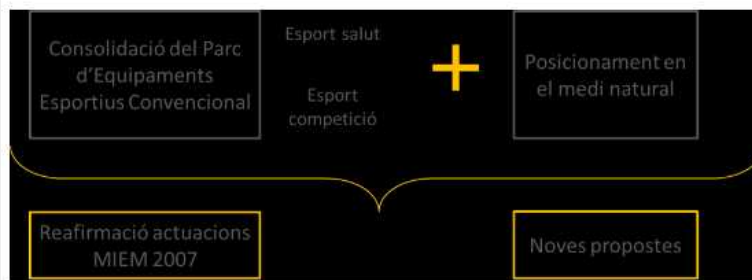 Consolidació del Parc
d'Equipaments
Esportius Convencional
Esport salut
Esport
competició
+
Posicionament en
el medi natural
Reafirmació actuacions
MIEM 2007
Noves propostes